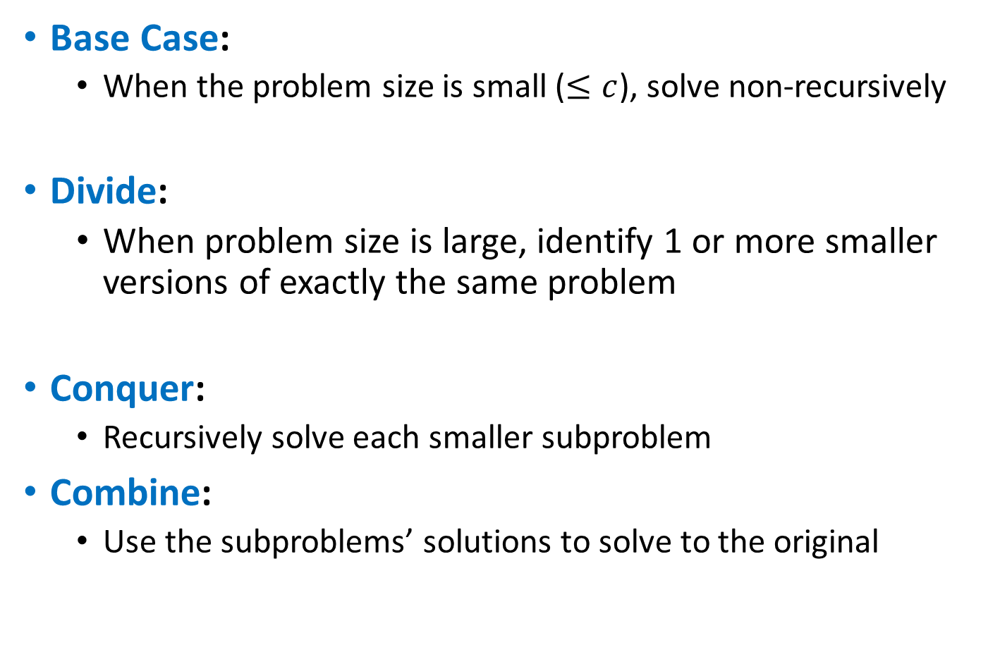 • Base Case:
• When the problem size is small (≤ 𝑐), solve non-recursively
• Divide:
• When problem size is large, identify 1 or more smaller
versions of exactly the same problem
• Conquer:
• Recursively solve each smaller subproblem
• Combine:
• Use the subproblems’ solutions to solve to the original